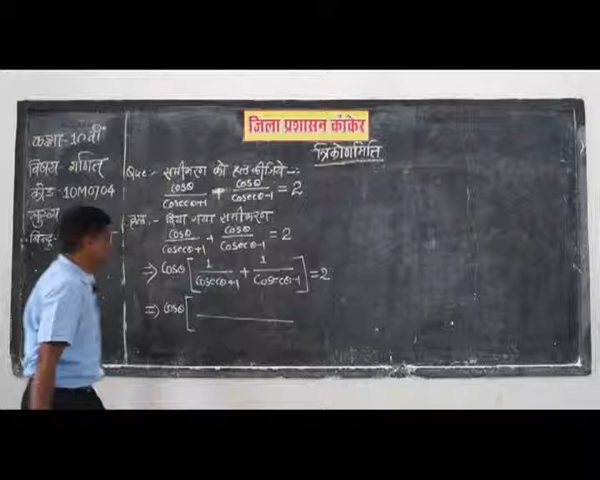 जिला प्रशासन कांकेर
त्रिकोणमिति
कक्षा-10वीं
विषय-गणित
कोड-10M0704
बिन्दु-
Que:- समीकरण को हल कीजिये-:
cosθ/cosecθ+1 + cosθ/cosecθ-1 = 2
हल:- दिया गया समीकरण
cosθ/cosecθ+1 + cosθ/cosecθ-1 = 2
⇒ cosθ[1/cosecθ+1 + 1/cosecθ-1] = 2
⇒ cosθ[